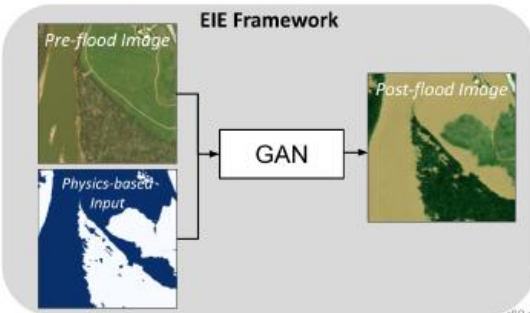 EIE Framework
Pre-flood Image
Physics-based
Input
GAN
Post-flood Image